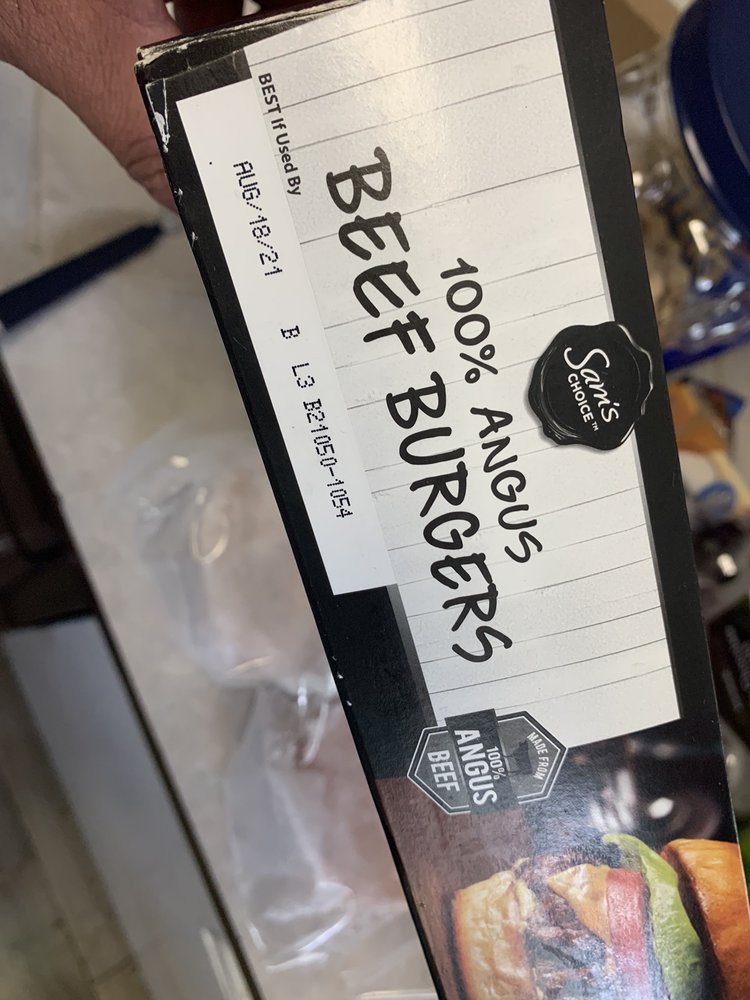 BEST If Used By
AUG/18/21 B L3 B21050-1054
100% ANGUS
BEEF BURGERS
Sam's
CHOICE™
MADE FROM
100%
ANGUS
BEEF